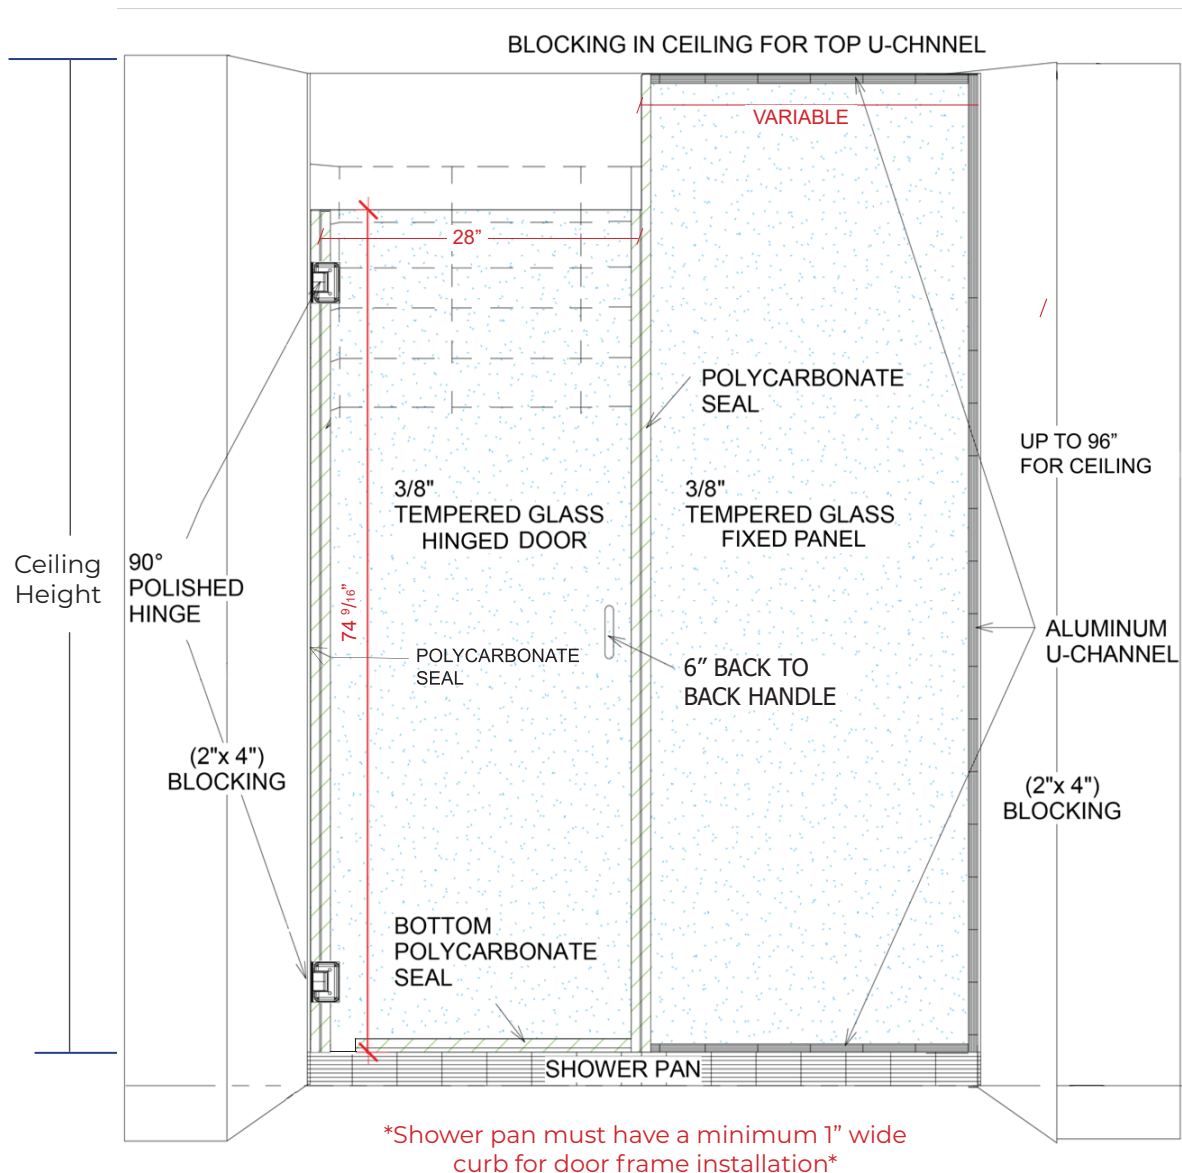 BLOCKING IN CEILING FOR TOP U-CHNNEL
VARIABLE
28”
POLYCARBONATE
SEAL
UP TO 96”
FOR CEILING
3/8"
TEMPERED GLASS
HINGED DOOR
3/8"
TEMPERED GLASS
FIXED PANEL
Ceiling
Height
90°
POLISHED
HINGE
74 9/16”
POLYCARBONATE
SEAL
6” BACK TO
BACK HANDLE
ALUMINUM
U-CHANNEL
(2"x 4")
BLOCKING
(2"x 4")
BLOCKING
BOTTOM
POLYCARBONATE
SEAL
SHOWER PAN
*Shower pan must have a minimum 1” wide
curb for door frame installation*